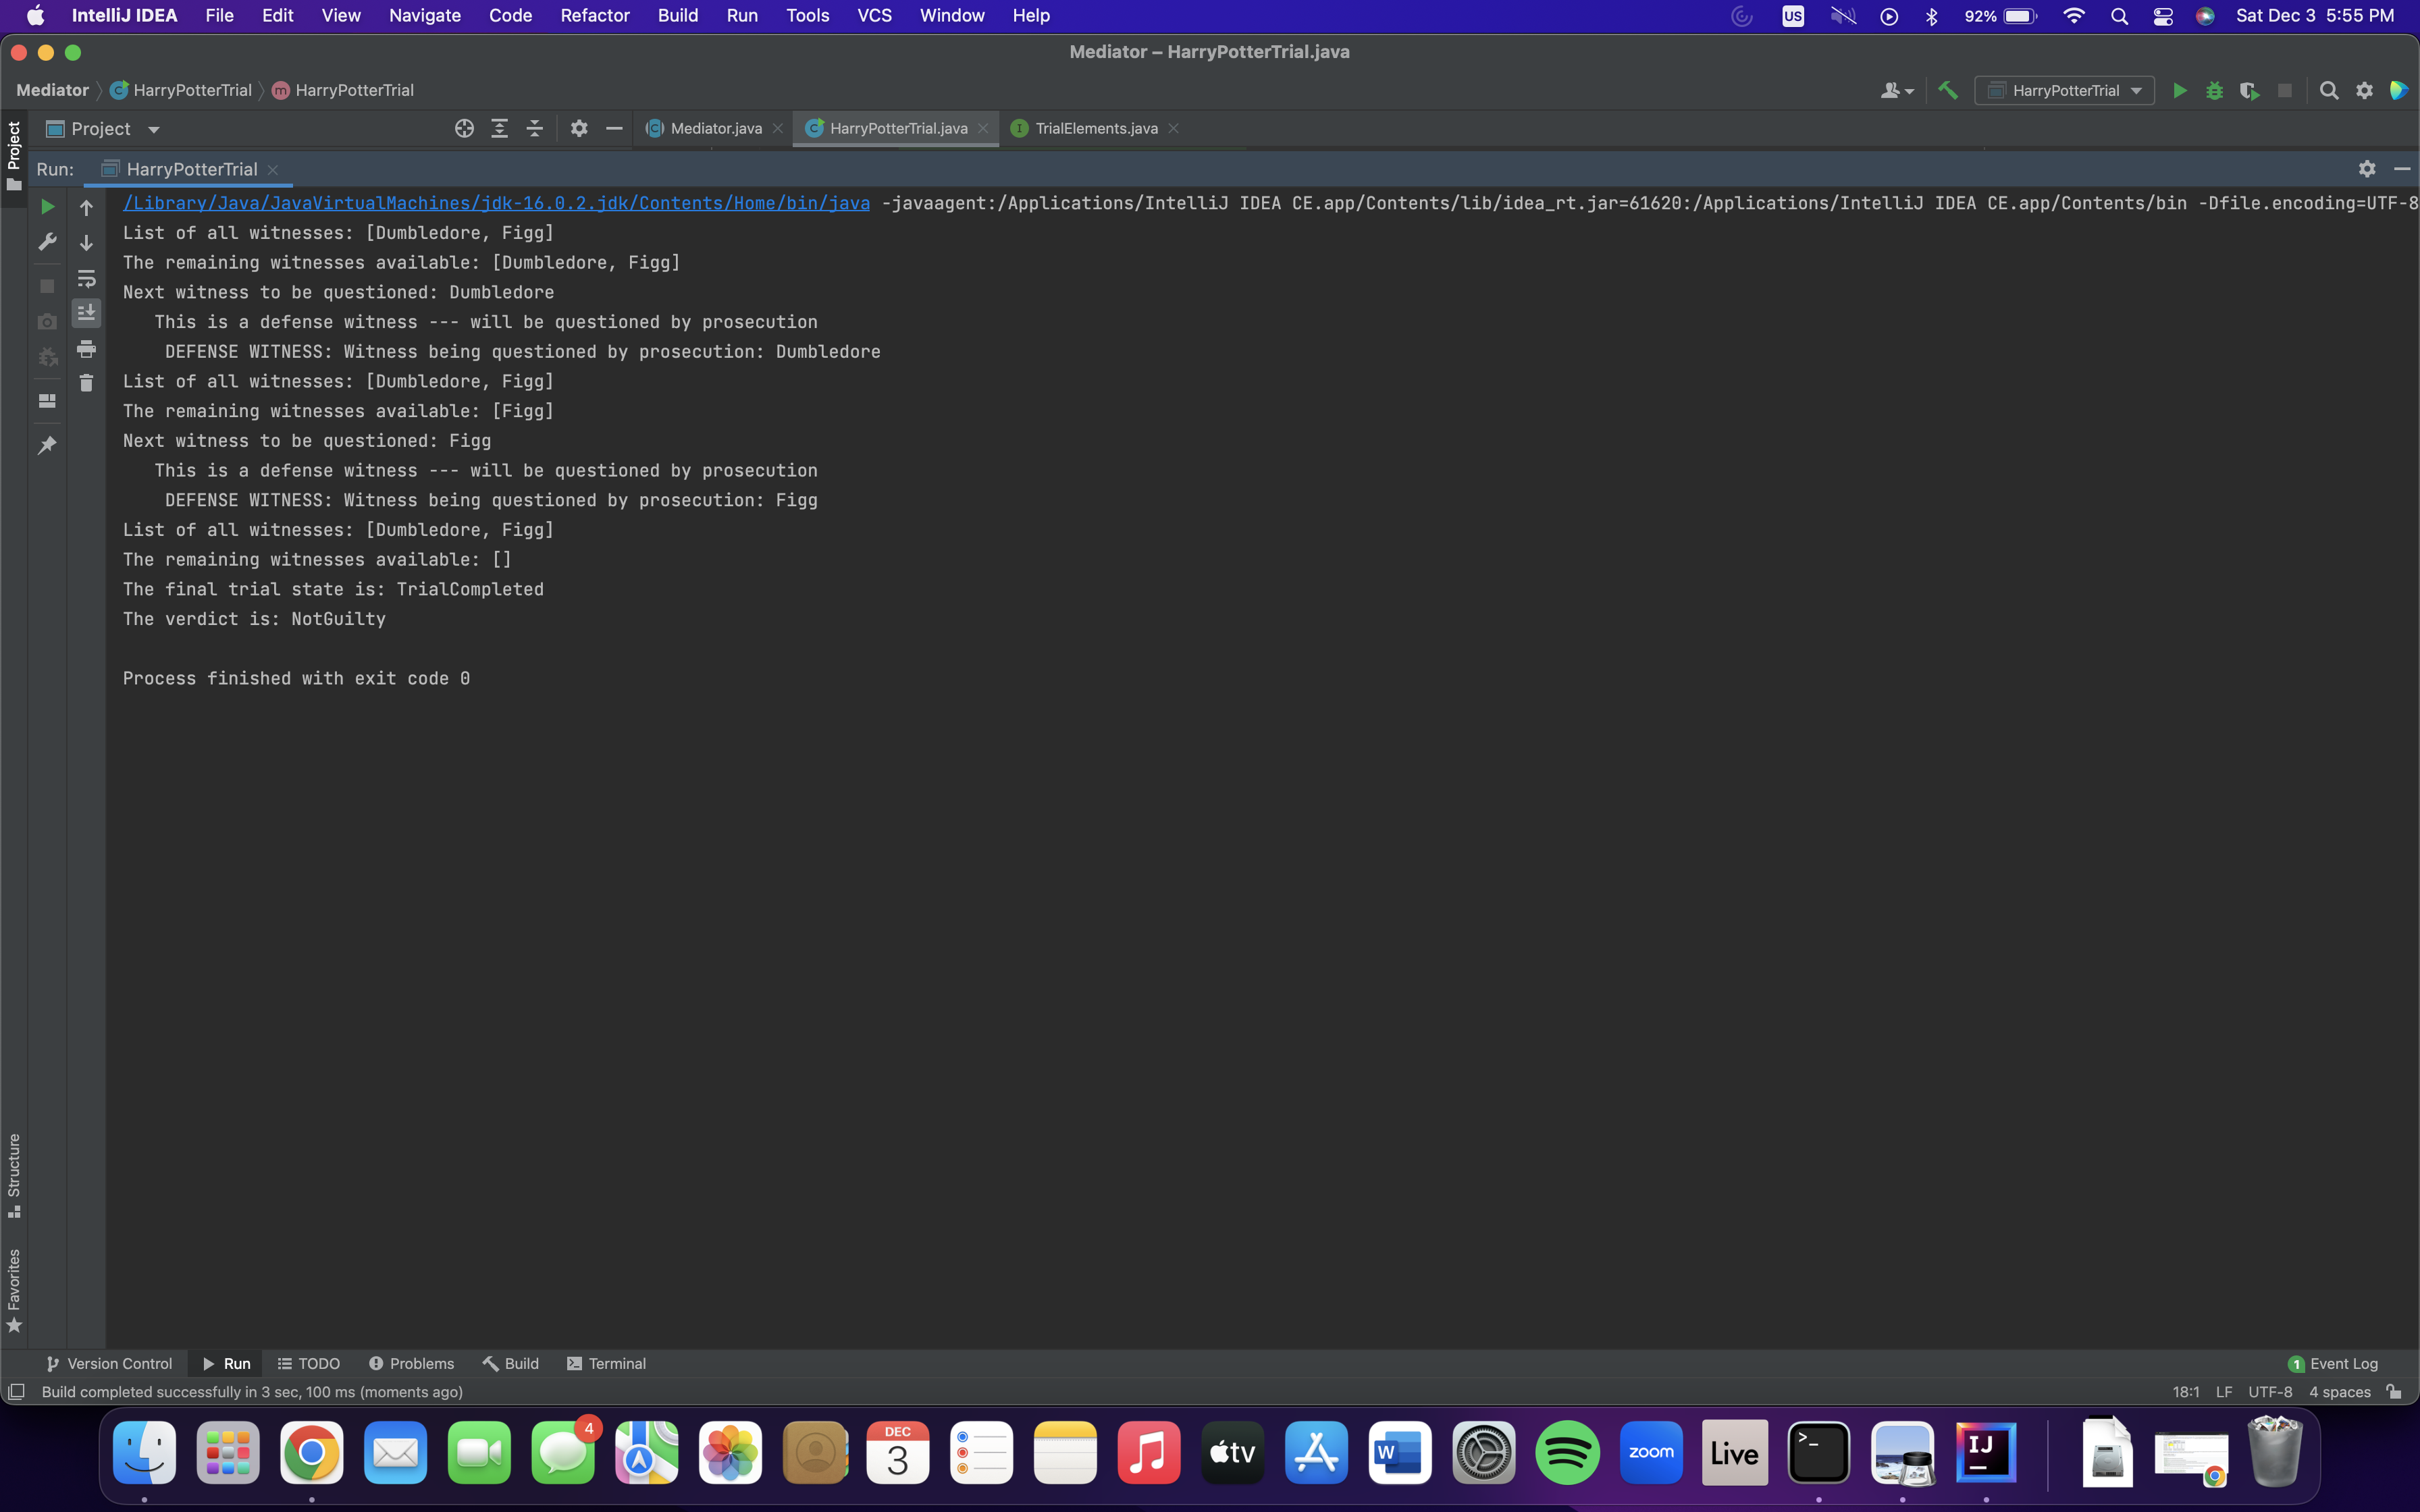 IntelliJ IDEA File Edit View Navigate Code Refactor Build Run Tools VCS Window Help US 92% Sat Dec 3 5:55 PM
Mediator – HarryPotterTrial.java
Mediator HarryPotterTrial m HarryPotterTrial HarryPotterTrial
Project Project C Mediator.java C HarryPotterTrial.java I TrialElements.java
Run: HarryPotterTrial
/Library/Java/JavaVirtualMachines/jdk-16.0.2.jdk/Contents/Home/bin/java -javaagent:/Applications/IntelliJ IDEA CE.app/Contents/lib/idea_rt.jar=61620:/Applications/IntelliJ IDEA CE.app/Contents/bin -Dfile.encoding=UTF-8
List of all witnesses: [Dumbledore, Figg]
The remaining witnesses available: [Dumbledore, Figg]
Next witness to be questioned: Dumbledore
This is a defense witness --- will be questioned by prosecution
DEFENSE WITNESS: Witness being questioned by prosecution: Dumbledore
List of all witnesses: [Dumbledore, Figg]
The remaining witnesses available: [Figg]
Next witness to be questioned: Figg
This is a defense witness --- will be questioned by prosecution
DEFENSE WITNESS: Witness being questioned by prosecution: Figg
List of all witnesses: [Dumbledore, Figg]
The remaining witnesses available: []
The final trial state is: TrialCompleted
The verdict is: NotGuilty
Process finished with exit code 0
Structure
Favorites
Version Control Run TODO Problems Build Terminal 1 Event Log
Build completed successfully in 3 sec, 100 ms (moments ago) 18:1 LF UTF-8 4 spaces
4 DEC 3 tv W zoom Live >_ IJ